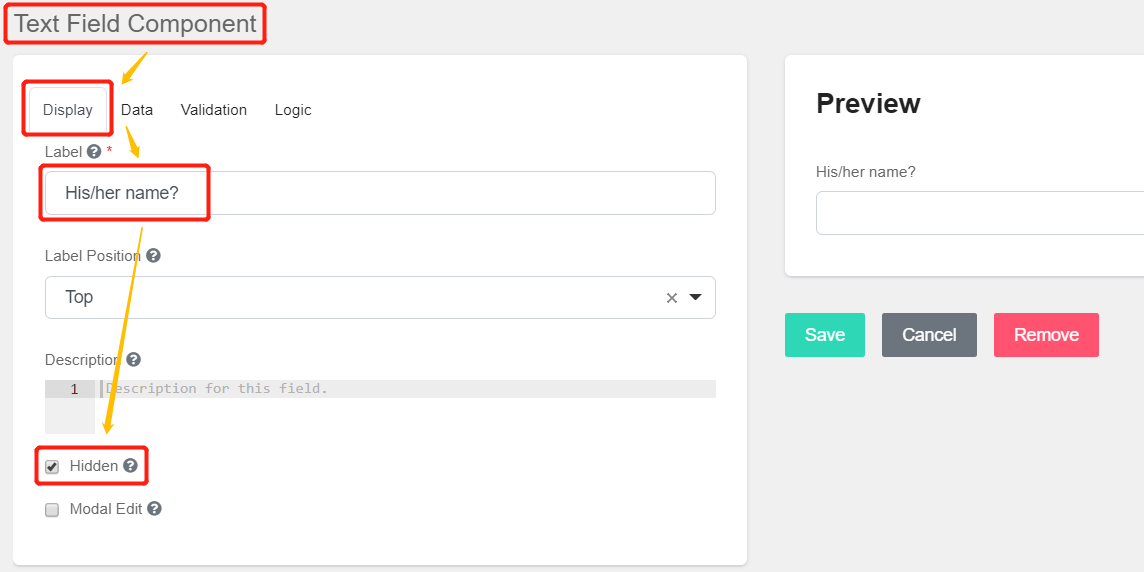 Text Field Component
Display Data Validation Logic
Label *
His/her name?
Label Position
Top
Description
1 Description for this field.
Hidden
Modal Edit
Preview
His/her name?
Save Cancel Remove